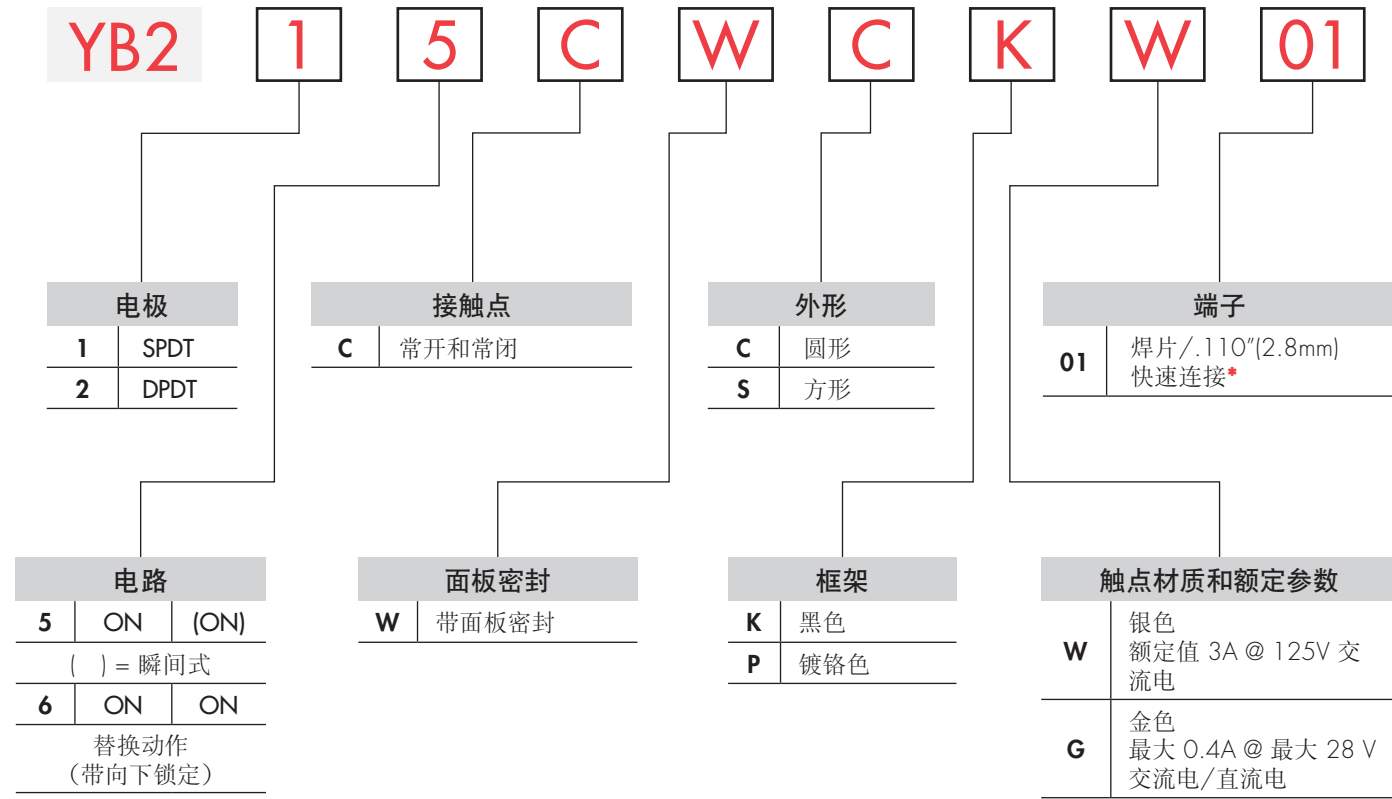 YB2 1 5 C W C K W 01
电极
1 SPDT
2 DPDT
接触点
C 常开和常闭
外形
C 圆形
S 方形
端子
01 焊片/.110"(2.8mm)
快速连接*
电路
5 ON (ON)
( ) = 瞬间式
6 ON ON
替换动作
（带向下锁定）
面板密封
W 带面板密封
框架
K 黑色
P 镀铬色
触点材质和额定参数
W 银色
额定值 3A @ 125V 交
流电
G 金色
最大 0.4A @ 最大 28 V
交流电/直流电